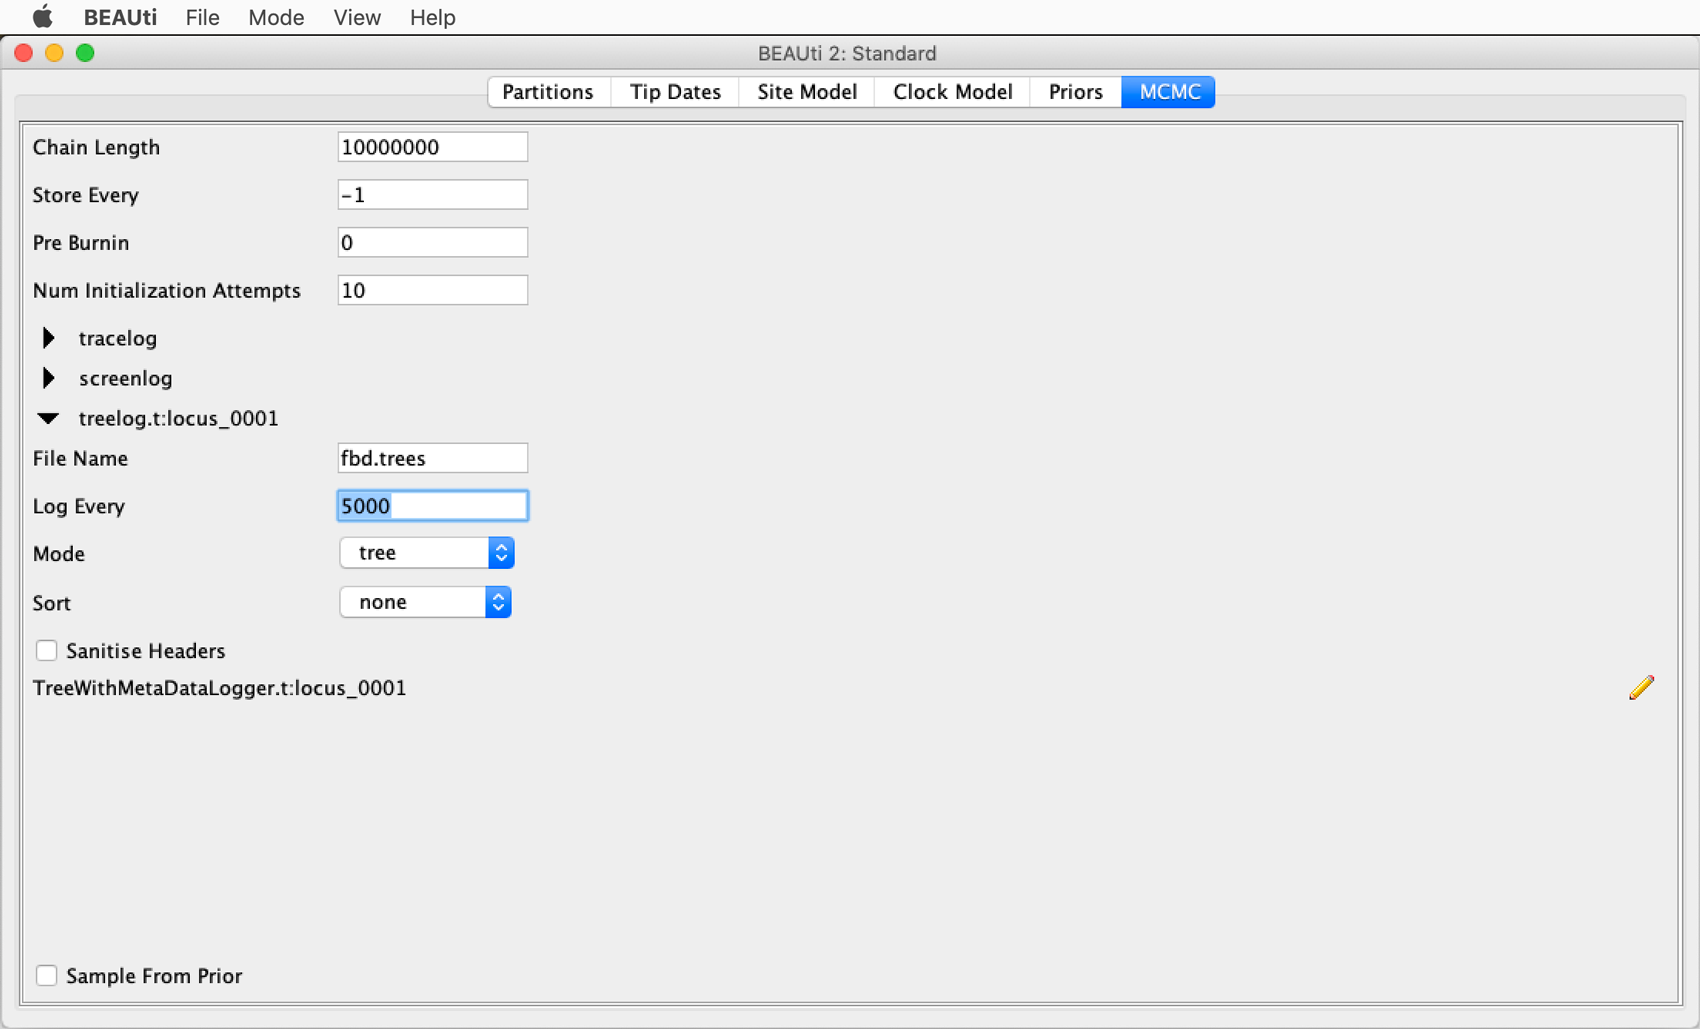 BEAUti File Mode View Help
BEAUti 2: Standard
Partitions Tip Dates Site Model Clock Model Priors MCMC
Chain Length 10000000
Store Every -1
Pre Burnin 0
Num Initialization Attempts 10
tracelog
screenlog
treelog.t:locus_0001
File Name fbd.trees
Log Every 5000
Mode tree
Sort none
Sanitise Headers
TreeWithMetaDataLogger.t:locus_0001
Sample From Prior